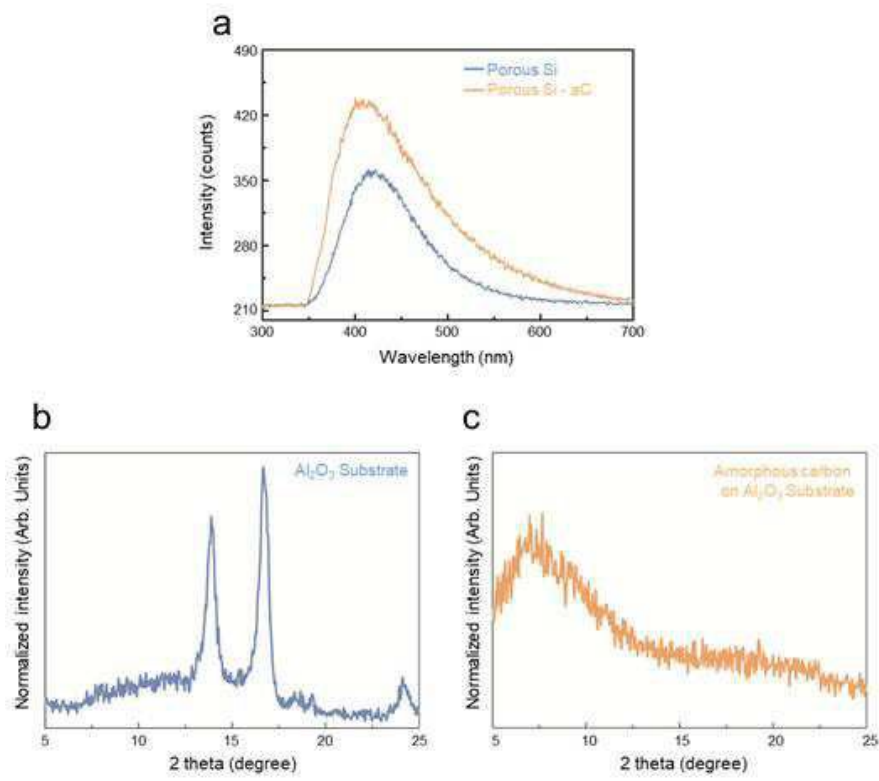 a
490
420
350
280
210
Intensity (counts)
Porous Si
Porous Si - aC
300
400
500
600
700
Wavelength (nm)
b
Normalized intensity (Arb. Units)
Al₂O₃ Substrate
5
10
15
20
25
2 theta (degree)
c
Normalized intensity (Arb. Units)
Amorphous carbon
on Al₂O₃ Substrate
5
10
15
20
25
2 theta (degree)